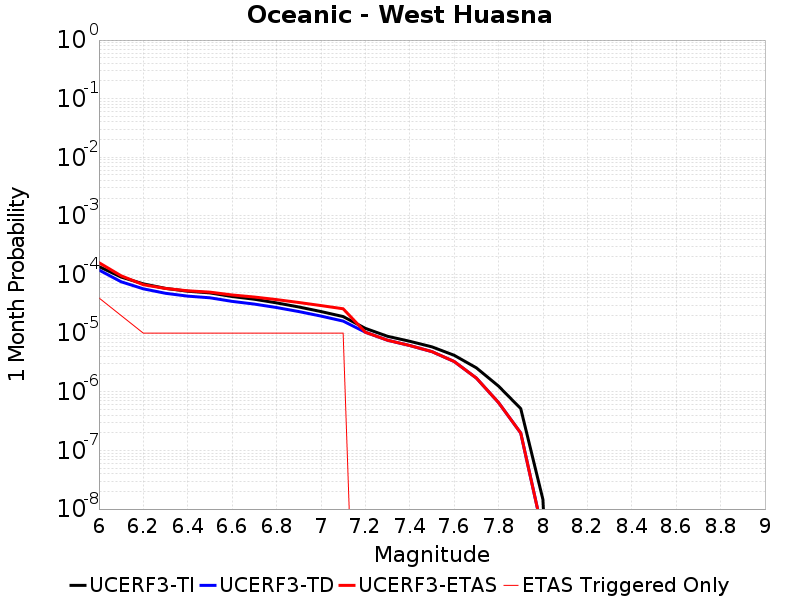 Oceanic - West Huasna
1 Month Probability
10^0
10^-1
10^-2
10^-3
10^-4
10^-5
10^-6
10^-7
10^-8
6 6.2 6.4 6.6 6.8 7 7.2 7.4 7.6 7.8 8 8.2 8.4 8.6 8.8 9
Magnitude
UCERF3-TI UCERF3-TD UCERF3-ETAS ETAS Triggered Only